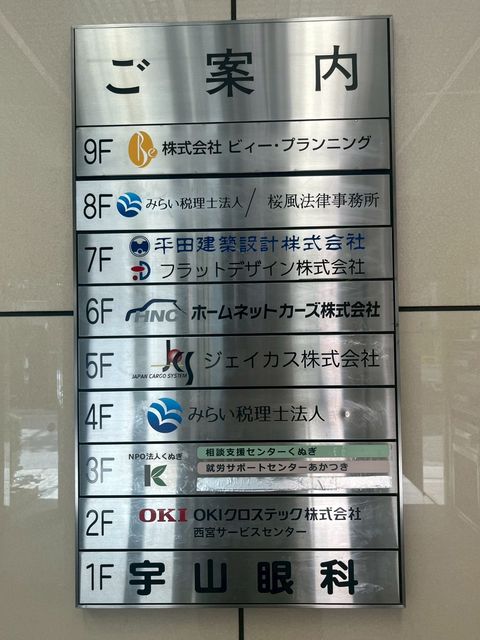 ご案内
9F Be 株式会社 ビィー・プランニング
8F みらい税理士法人 / 桜風法律事務所
7F 平田建築設計株式会社
フラットデザイン株式会社
6F HNC ホームネットカーズ株式会社
5F JCS ジェイカス株式会社
JAPAN CARGO SYSTEM
4F みらい税理士法人
3F NPO法人くぬぎ 相談支援センターくぬぎ
K 就労サポートセンターあかつき
2F OKI OKIクロステック株式会社
西宮サービスセンター
1F 宇山眼科